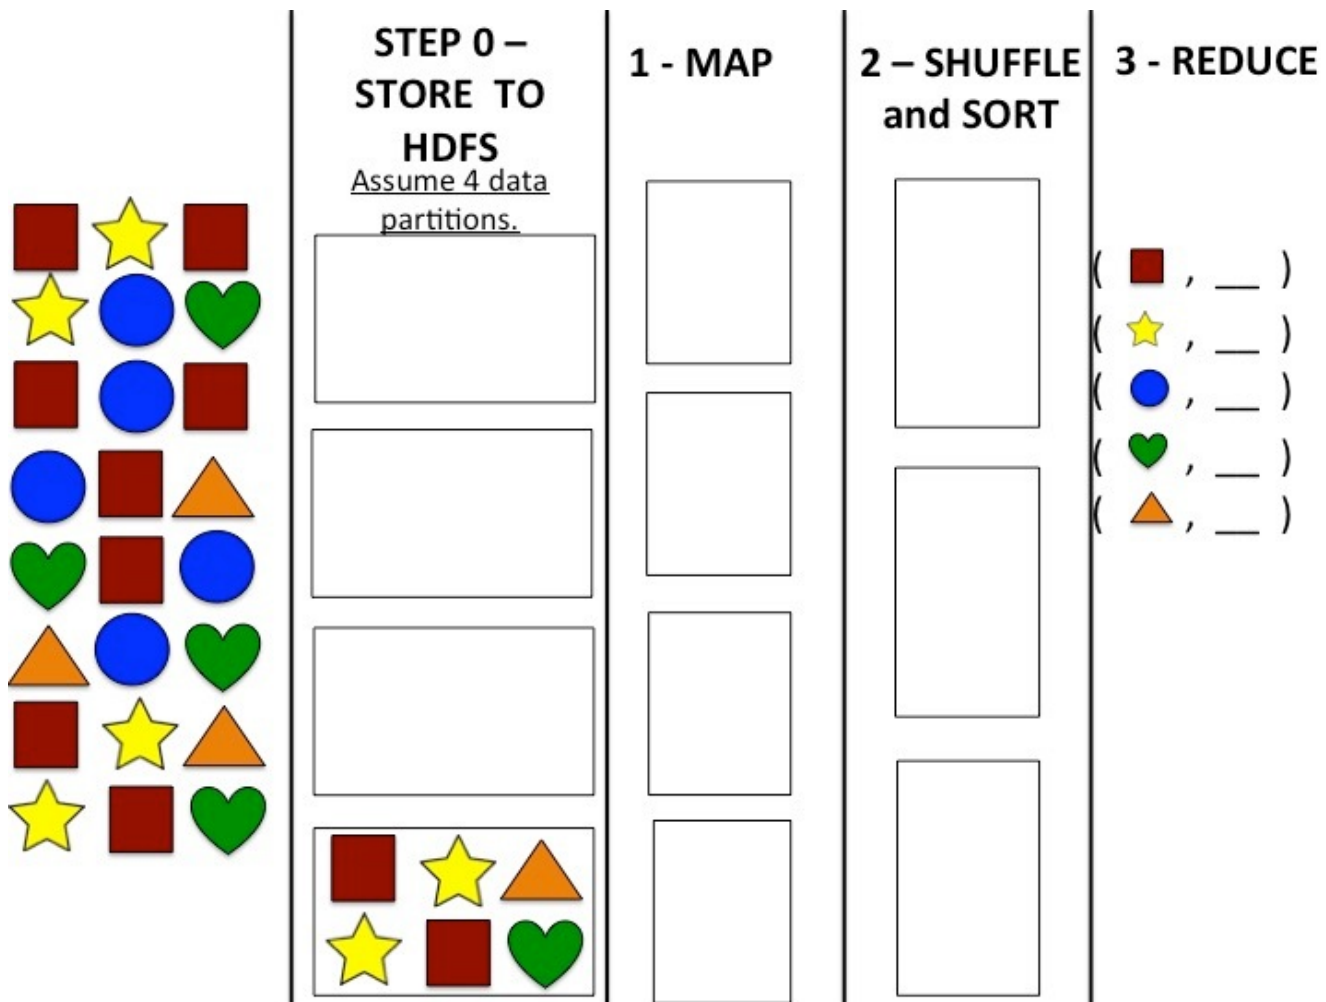 STEP 0 –
STORE TO
HDFS
Assume 4 data
partitions.
1 - MAP
2 – SHUFFLE
and SORT
3 - REDUCE
( , __ )
( , __ )
( , __ )
( , __ )
( , __ )